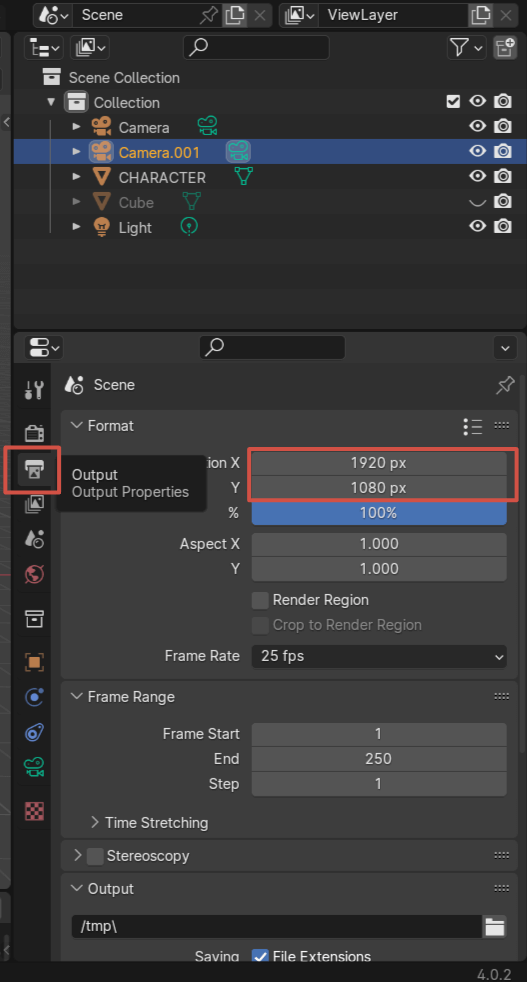 Scene
ViewLayer
Scene Collection
Collection
Camera
Camera.001
CHARACTER
Cube
Light
Scene
Format
tion X 1920 px
Output
Output Properties
Y 1080 px
% 100%
Aspect X 1.000
Y 1.000
Render Region
Crop to Render Region
Frame Rate 25 fps
Frame Range
Frame Start 1
End 250
Step 1
Time Stretching
Stereoscopy
Output
/tmp\
Saving File Extensions
4.0.2